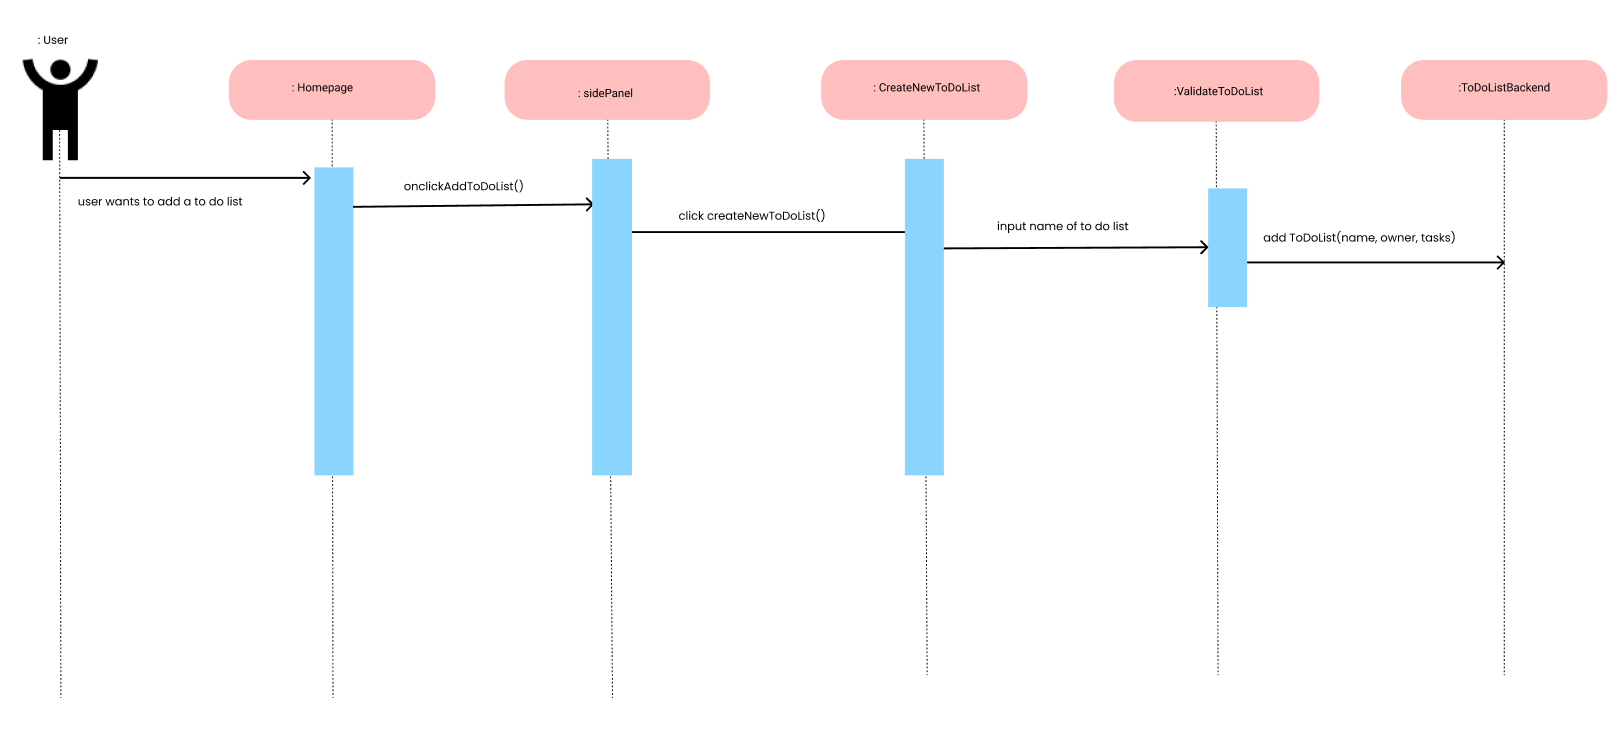 : User
: Homepage
: sidePanel
: CreateNewToDoList
:ValidateToDoList
:ToDoListBackend
user wants to add a to do list
onclickAddToDoList()
click createNewToDoList()
input name of to do list
add ToDoList(name, owner, tasks)